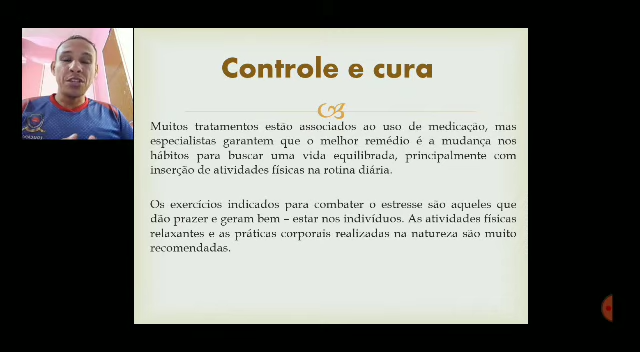 Controle e cura
Muitos tratamentos estão associados ao uso de medicação, mas
especialistas garantem que o melhor remédio é a mudança nos
hábitos para buscar uma vida equilibrada, principalmente com
inserção de atividades físicas na rotina diária.
Os exercícios indicados para combater o estresse são aqueles que
dão prazer e geram bem – estar nos indivíduos. As atividades físicas
relaxantes e as práticas corporais realizadas na natureza são muito
recomendadas.